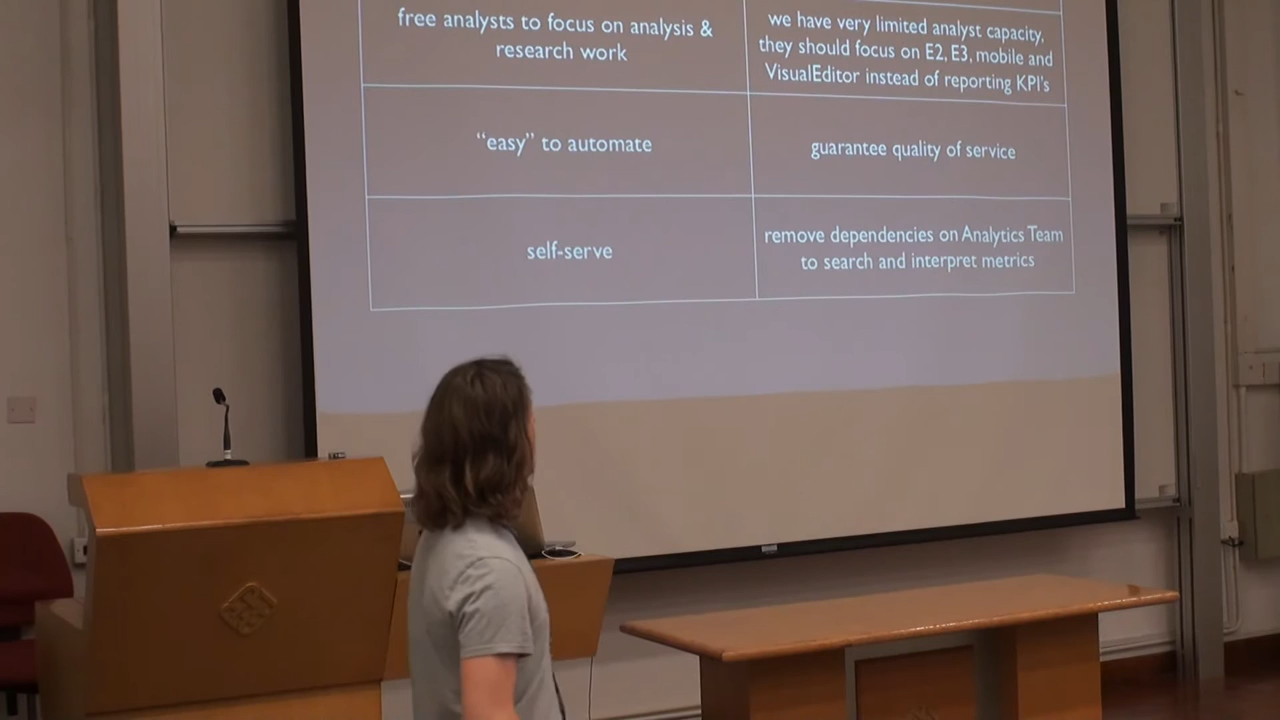 free analysts to focus on analysis &
research work
we have very limited analyst capacity,
they should focus on E2, E3, mobile and
VisualEditor instead of reporting KPI's
“easy” to automate
guarantee quality of service
self-serve
remove dependencies on Analytics Team
to search and interpret metrics